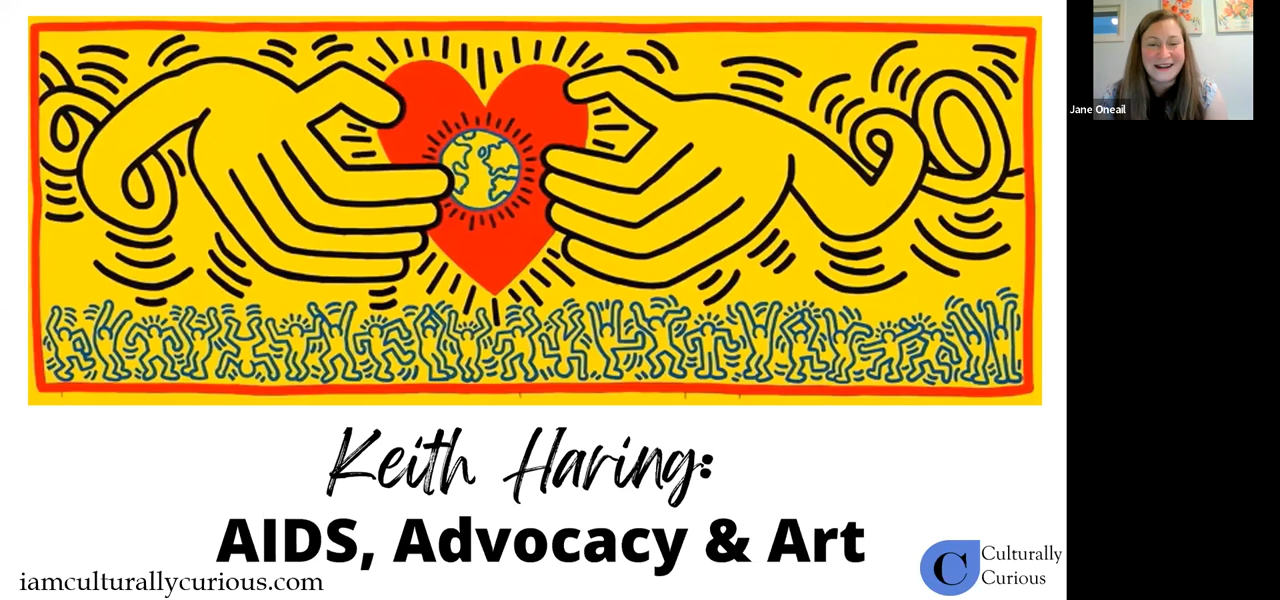 Jane Oneail
Keith Haring:
AIDS, Advocacy & Art
iamculturallycurious.com
C
Culturally
Curious